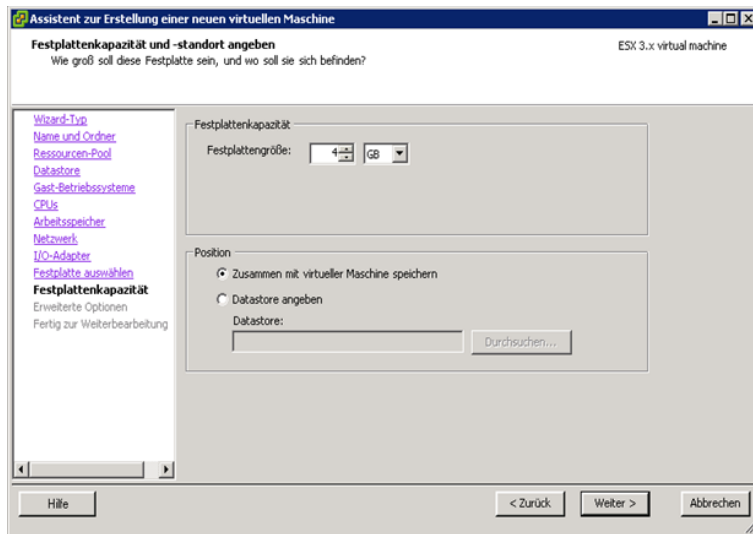 Assistent zur Erstellung einer neuen virtuellen Maschine
Festplattenkapazität und -standort angeben
ESX 3.x virtual machine
Wie groß soll diese Festplatte sein, und wo soll sie sich befinden?
Wizard-Typ
Name und Ordner
Ressourcen-Pool
Datastore
Gast-Betriebssysteme
CPUs
Arbeitsspeicher
Netzwerk
I/O-Adapter
Festplatte auswählen
Festplattenkapazität
Erweiterte Optionen
Fertig zur Weiterbearbeitung
Festplattenkapazität
Festplattengröße: 4 GB
Position
Zusammen mit virtueller Maschine speichern
Datastore angeben
Datastore:
Durchsuchen...
Hilfe
< Zurück
Weiter >
Abbrechen